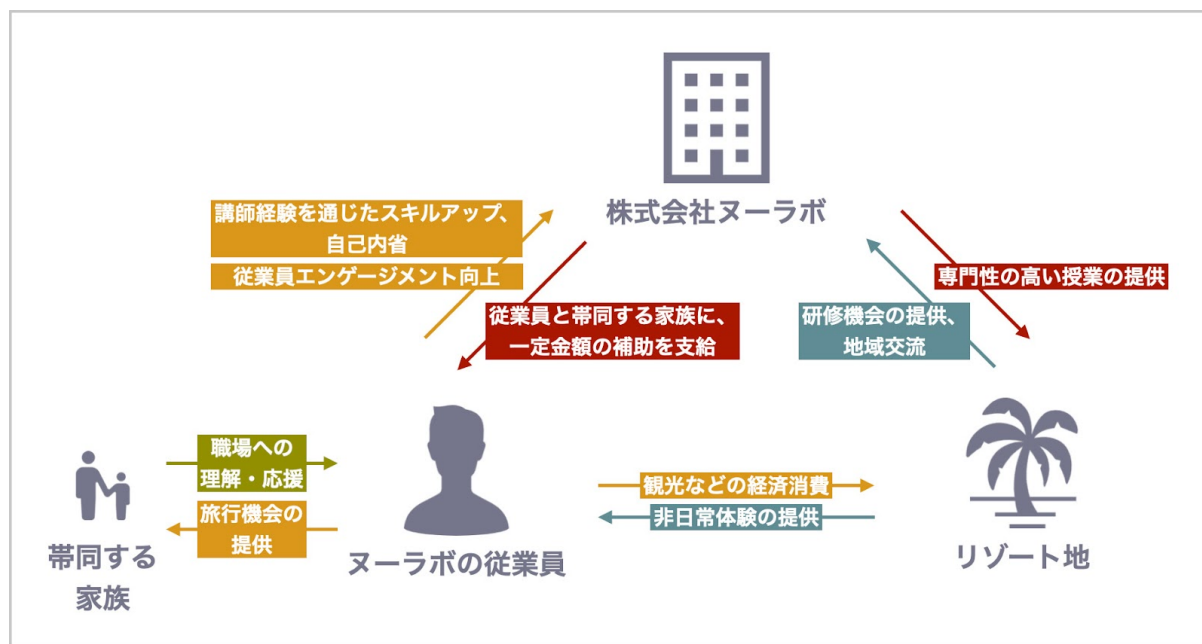 株式会社ヌーラボ
講師経験を通じたスキルアップ、
自己内省
従業員エンゲージメント向上
専門性の高い授業の提供
従業員と帯同する家族に、
一定金額の補助を支給
研修機会の提供、
地域交流
職場への
理解・応援
旅行機会の
提供
観光などの経済消費
非日常体験の提供
帯同する
家族
ヌーラボの従業員
リゾート地